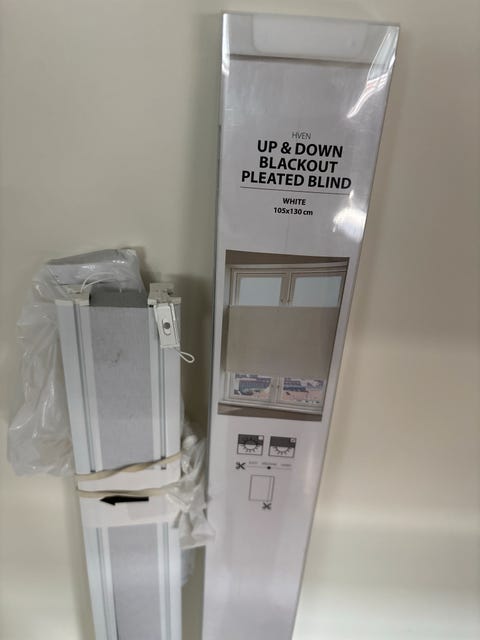 HVEN
UP & DOWN
BLACKOUT
PLEATED BLIND
WHITE
105x130 cm